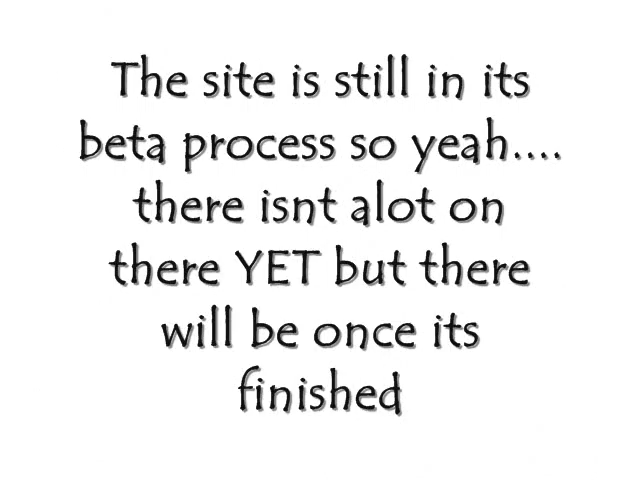 The site is still in its
beta process so yeah....
there isnt alot on
there YET but there
will be once its
finished